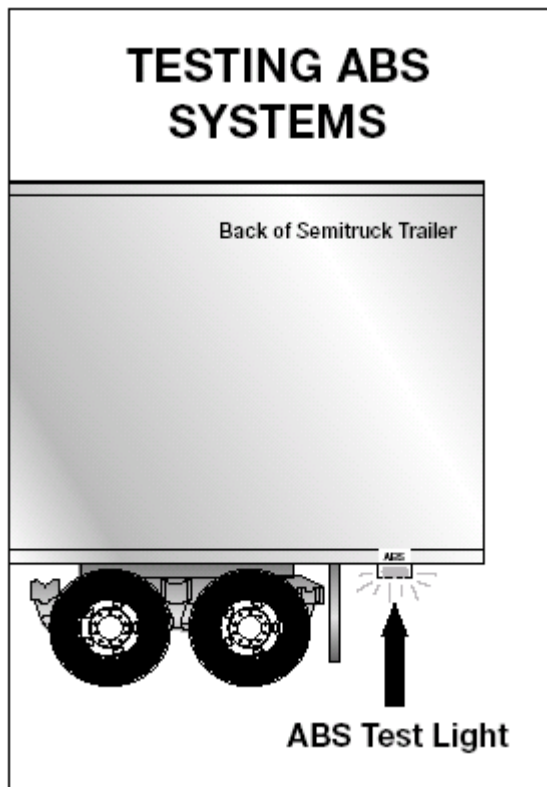 TESTING ABS
SYSTEMS
Back of Semitruck Trailer
ABS
ABS Test Light